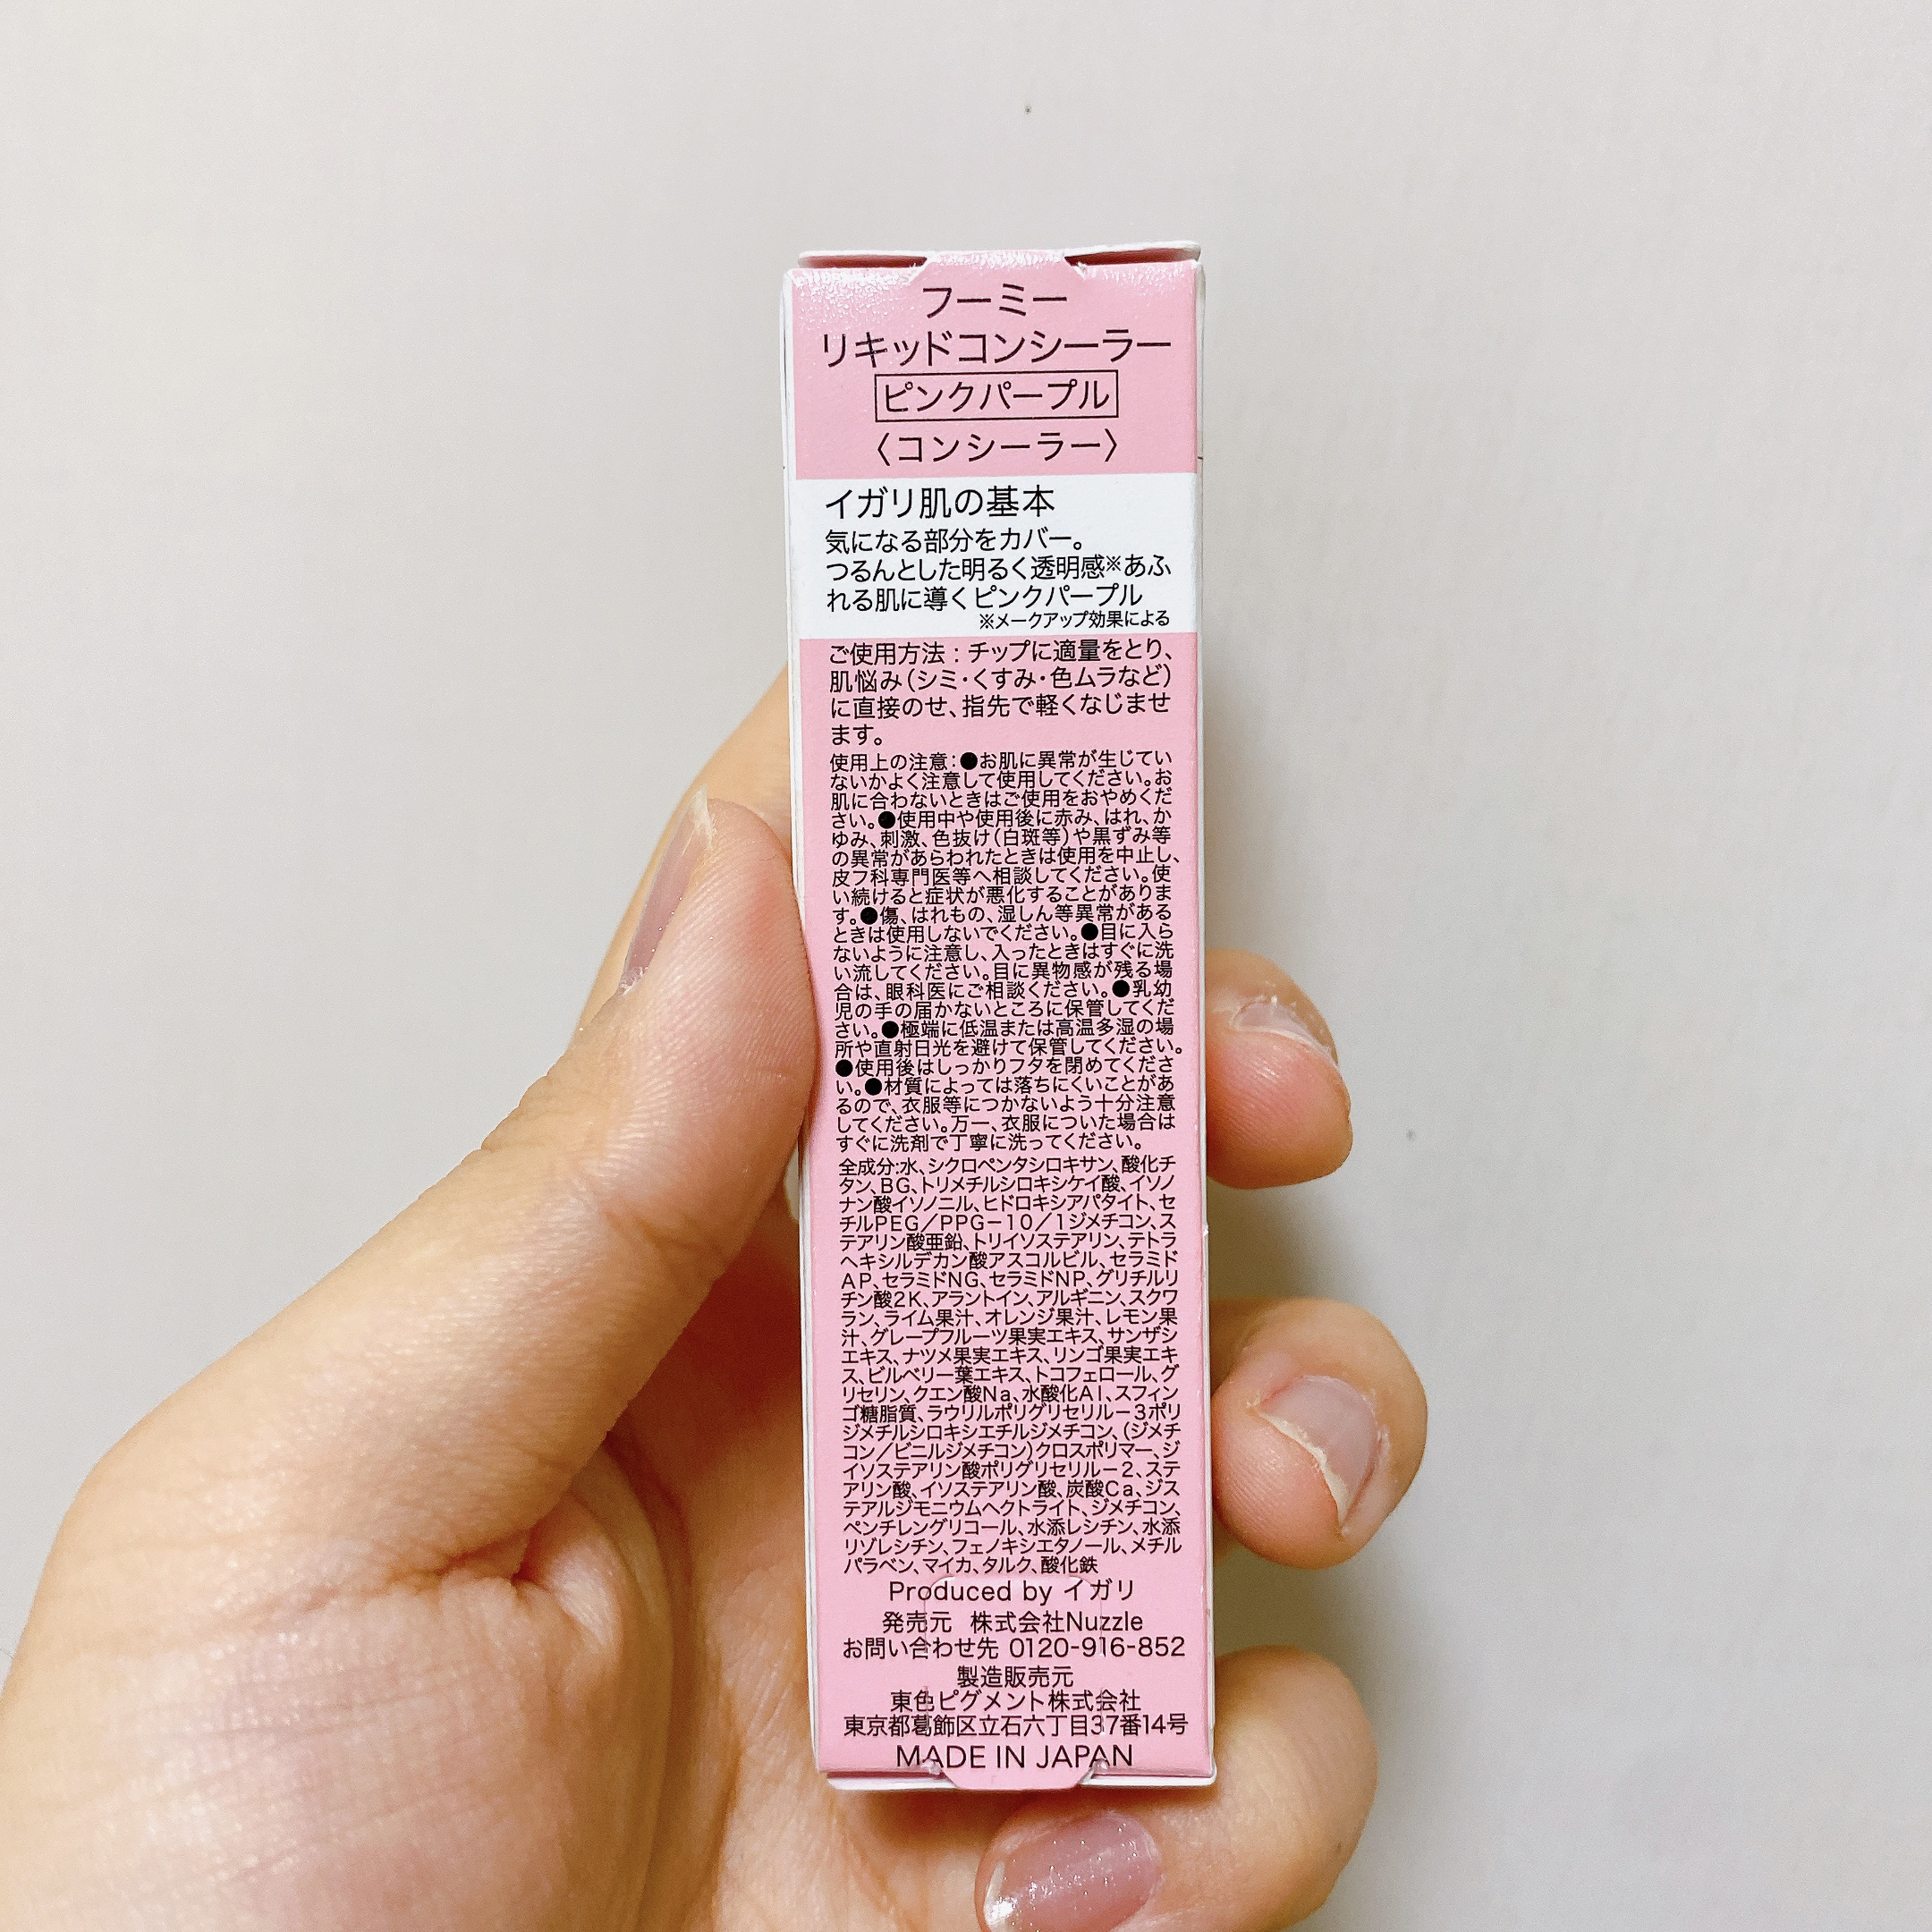 フーミー
リキッドコンシーラー
ピンクパープル
〈コンシーラー〉
イガリ肌の基本
気になる部分をカバー。
つるんとした明るく透明感※あふ
れる肌に導くピンクパープル
※メークアップ効果による
ご使用方法：チップに適量をとり、
肌悩み(シミ・くすみ・色ムラなど)
に直接のせ、指先で軽くなじませ
ます。
使用上の注意：●お肌に異常が生じてい
ないかよく注意して使用してください。お
肌に合わないときはご使用をおやめくだ
さい。●使用中や使用後に赤み、はれ、か
ゆみ、刺激、色抜け(白斑等)や黒ずみ等
の異常があらわれたときは使用を中止し、
皮フ科専門医等へ相談してください。使
い続けると症状が悪化することがありま
す。●傷、はれもの、湿しん等異常がある
ときは使用しないでください。●目に入ら
ないように注意し、入ったときはすぐに洗
い流してください。目に異物感が残る場
合は、眼科医にご相談ください。●乳幼
児の手の届かないところに保管してくだ
さい。●極端に低温または高温多湿の場
所や直射日光を避けて保管してください。
●使用後はしっかりフタを閉めてくださ
い。●材質によっては落ちにくいことがあ
るので、衣服等につかないよう十分注意
してください。万一、衣服についた場合は
すぐに洗剤で丁寧に洗ってください。
全成分:水、シクロペンタシロキサン、酸化チ
タン、BG、トリメチルシロキシケイ酸、イソノ
ナン酸イソノニル、ヒドロキシアパタイト、セ
チルPEG／PPG－10／1ジメチコン、ス
テアリン酸亜鉛、トリイソステアリン、テトラ
ヘキシルデカン酸アスコルビル、セラミド
AP、セラミドNG、セラミドNP、グリチルリ
チン酸2K、アラントイン、アルギニン、スクワ
ラン、ライム果汁、オレンジ果汁、レモン果
汁、グレープフルーツ果実エキス、サンザシ
エキス、ナツメ果実エキス、リンゴ果実エキ
ス、ビルベリー葉エキス、トコフェロール、グ
リセリン、クエン酸Na、水酸化Al、スフィン
ゴ糖脂質、ラウリルポリグリセリル－3ポリ
ジメチルシロキシエチルジメチコン、(ジメチ
コン／ビニルジメチコン)クロスポリマー、ジ
イソステアリン酸ポリグリセリル－2、ステ
アリン酸、イソステアリン酸、炭酸Ca、ジス
テアルジモニウムヘクトライト、ジメチコン、
ペンチレングリコール、水添レシチン、水添
リゾレシチン、フェノキシエタノール、メチル
パラベン、マイカ、タルク、酸化鉄
Produced by イガリ
発売元 株式会社Nuzzle
お問い合わせ先 0120-916-852
製造販売元
東色ピグメント株式会社
東京都葛飾区立石六丁目37番14号
MADE IN JAPAN